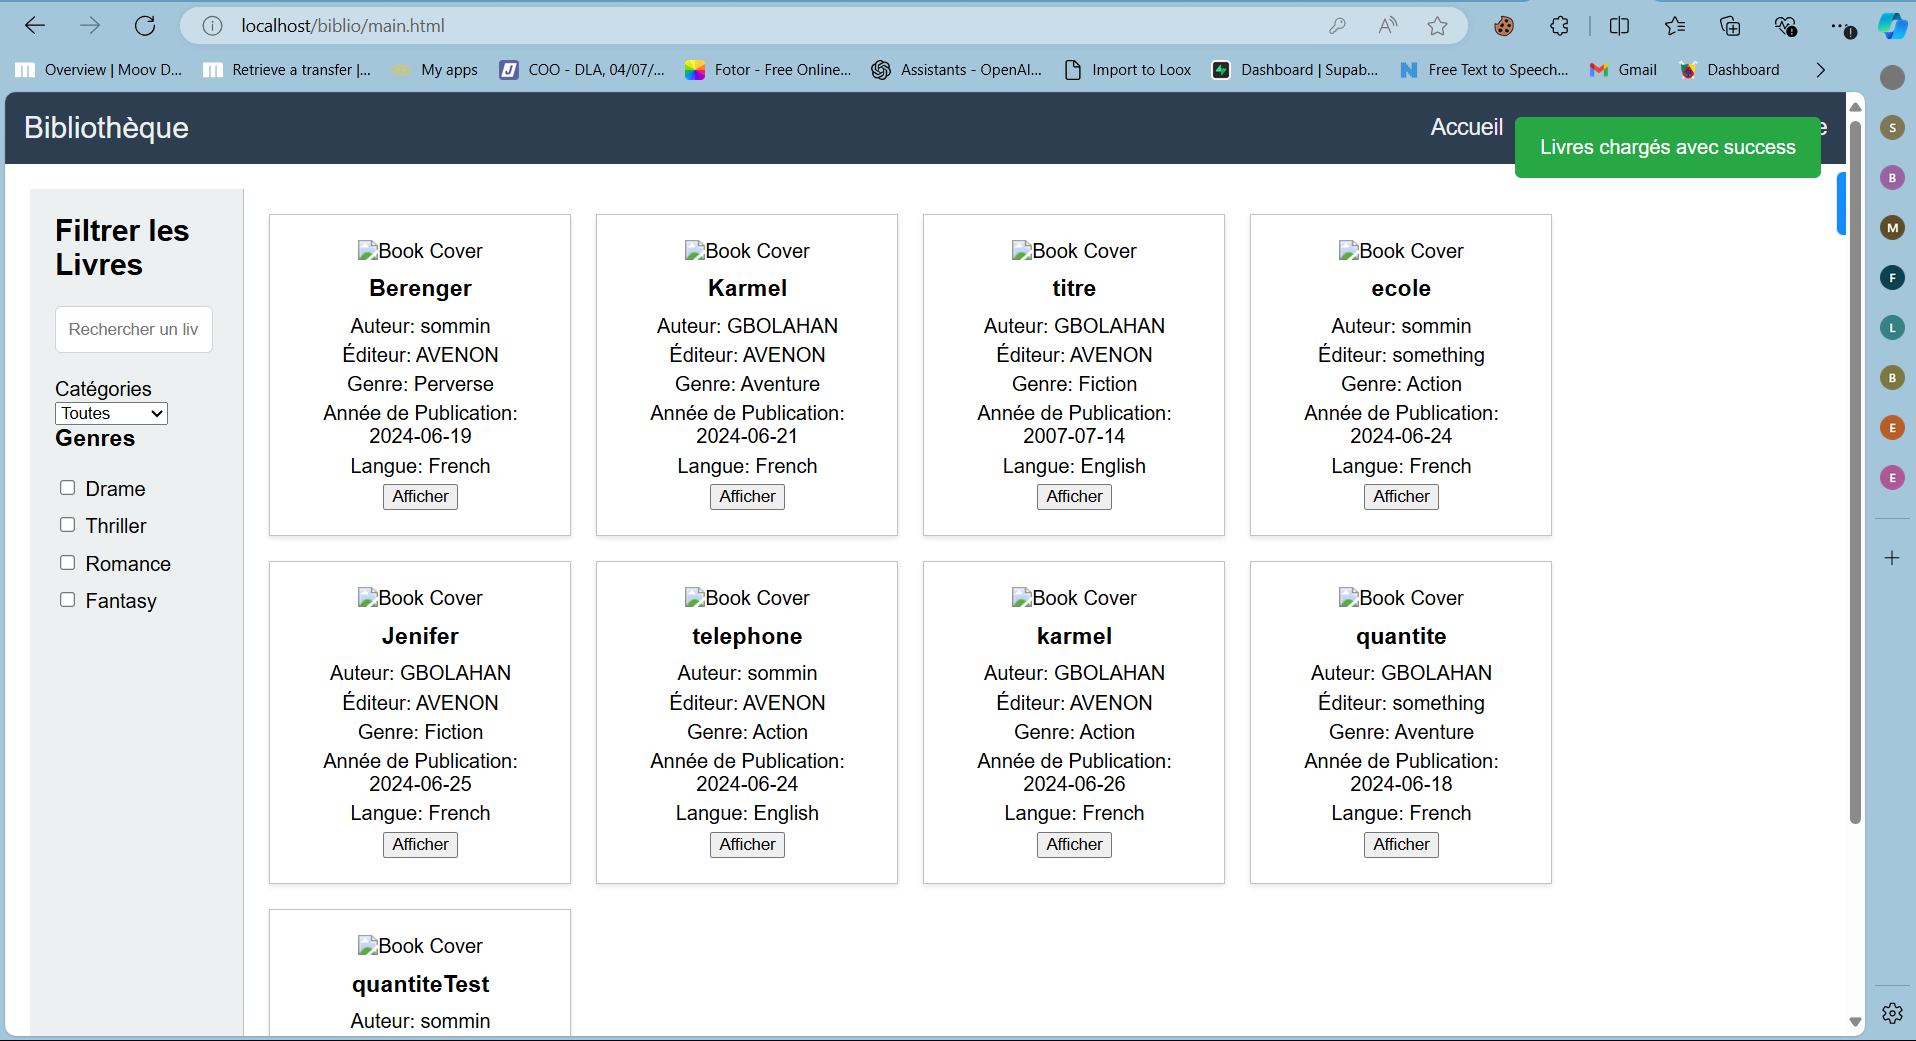 localhost/biblio/main.html
Overview | Moov D... Retrieve a transfer |... My apps COO - DLA, 04/07/... Fotor - Free Online... Assistants - OpenAI... Import to Loox Dashboard | Supab... Free Text to Speech... Gmail Dashboard
Bibliothèque
Accueil
Livres chargés avec success
e
Filtrer les
Livres
Rechercher un liv
Catégories
Toutes
Genres
Drame
Thriller
Romance
Fantasy
Book Cover
Berenger
Auteur: sommin
Éditeur: AVENON
Genre: Perverse
Année de Publication:
2024-06-19
Langue: French
Afficher
Book Cover
Karmel
Auteur: GBOLAHAN
Éditeur: AVENON
Genre: Aventure
Année de Publication:
2024-06-21
Langue: French
Afficher
Book Cover
titre
Auteur: GBOLAHAN
Éditeur: AVENON
Genre: Fiction
Année de Publication:
2007-07-14
Langue: English
Afficher
Book Cover
ecole
Auteur: sommin
Éditeur: something
Genre: Action
Année de Publication:
2024-06-24
Langue: French
Afficher
Book Cover
Jenifer
Auteur: GBOLAHAN
Éditeur: AVENON
Genre: Fiction
Année de Publication:
2024-06-25
Langue: French
Afficher
Book Cover
telephone
Auteur: sommin
Éditeur: AVENON
Genre: Action
Année de Publication:
2024-06-24
Langue: English
Afficher
Book Cover
karmel
Auteur: GBOLAHAN
Éditeur: AVENON
Genre: Action
Année de Publication:
2024-06-26
Langue: French
Afficher
Book Cover
quantite
Auteur: GBOLAHAN
Éditeur: something
Genre: Aventure
Année de Publication:
2024-06-18
Langue: French
Afficher
Book Cover
quantiteTest
Auteur: sommin
S
B
M
F
L
B
E
E